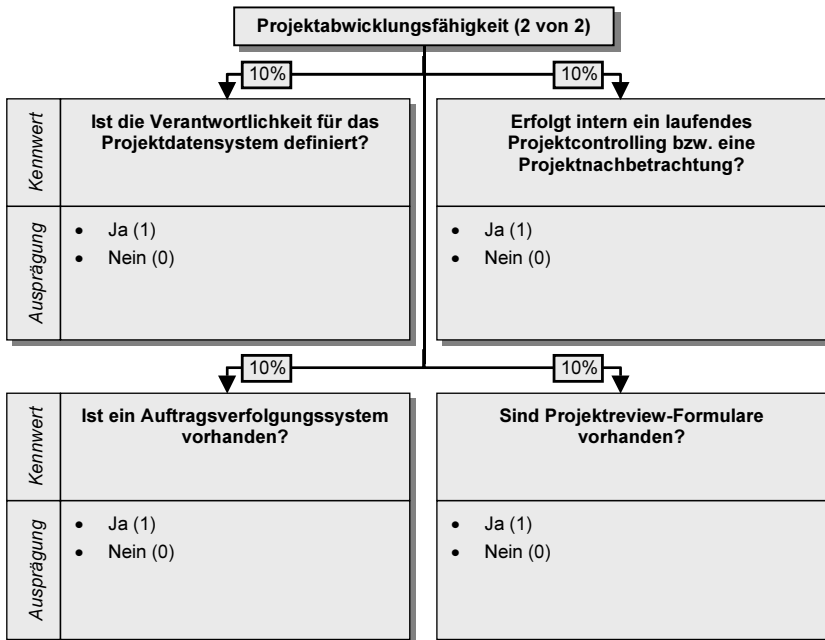 Projektabwicklungsfähigkeit (2 von 2)
10%
10%
Kennwert
Ist die Verantwortlichkeit für das
Projektdatensystem definiert?
Ausprägung
• Ja (1)
• Nein (0)
Erfolgt intern ein laufendes
Projektcontrolling bzw. eine
Projektnachbetrachtung?
• Ja (1)
• Nein (0)
10%
10%
Kennwert
Ist ein Auftragsverfolgungssystem
vorhanden?
Ausprägung
• Ja (1)
• Nein (0)
Sind Projektreview-Formulare
vorhanden?
• Ja (1)
• Nein (0)